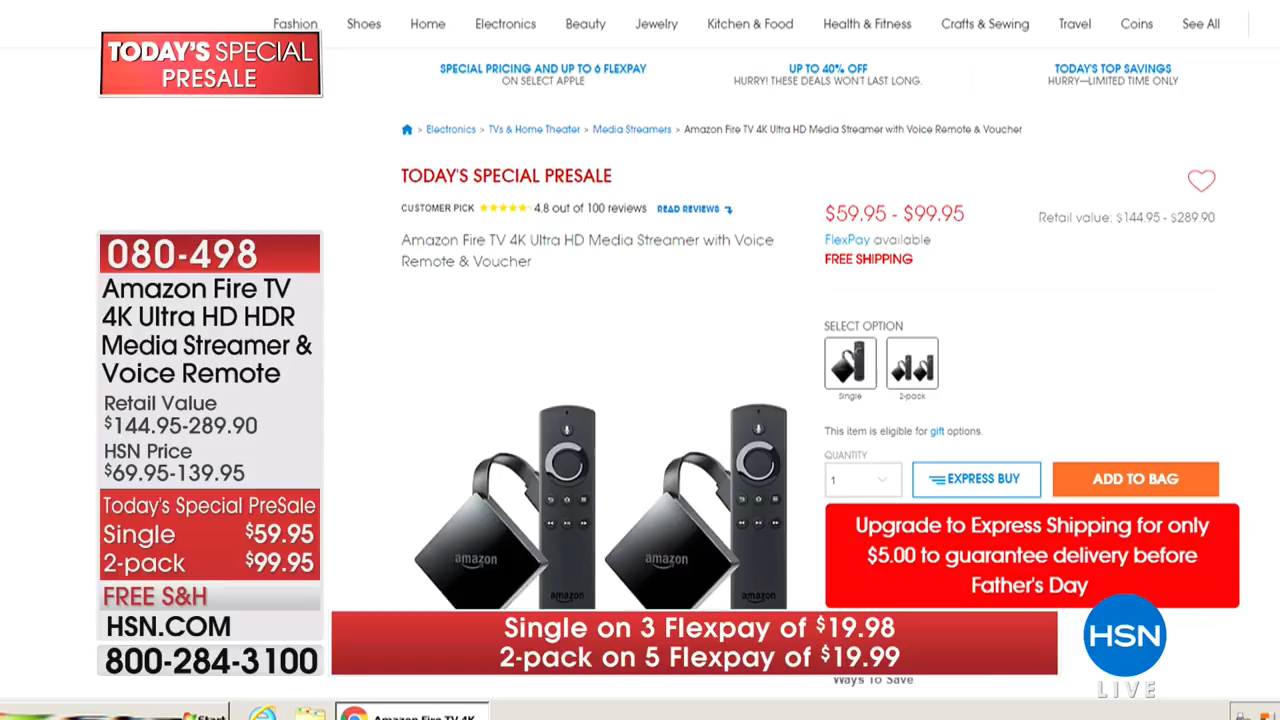 Fashion Shoes Home Electronics Beauty Jewelry Kitchen & Food Health & Fitness Crafts & Sewing Travel Coins See All
TODAY'S SPECIAL
PRESALE
SPECIAL PRICING AND UP TO 6 FLEXPAY
ON SELECT APPLE
UP TO 40% OFF
HURRY! THESE DEALS WON'T LAST LONG.
TODAY'S TOP SAVINGS
HURRY—LIMITED TIME ONLY
> Electronics > TVs & Home Theater > Media Streamers > Amazon Fire TV 4K Ultra HD Media Streamer with Voice Remote & Voucher
TODAY'S SPECIAL PRESALE
CUSTOMER PICK 4.8 out of 100 reviews READ REVIEWS
Amazon Fire TV 4K Ultra HD Media Streamer with Voice
Remote & Voucher
$59.95 - $99.95
Retail value: $144.95 - $289.90
FlexPay available
FREE SHIPPING
SELECT OPTION
Single 2-pack
This item is eligible for gift options.
QUANTITY
1
EXPRESS BUY
ADD TO BAG
Upgrade to Express Shipping for only
$5.00 to guarantee delivery before
Father's Day
080-498
Amazon Fire TV
4K Ultra HD HDR
Media Streamer &
Voice Remote
Retail Value
$144.95-289.90
HSN Price
$69.95-139.95
Today's Special PreSale
Single $59.95
2-pack $99.95
FREE S&H
HSN.COM
800-284-3100
amazon
amazon
amazon
amazon
Single on 3 Flexpay of $19.98
2-pack on 5 Flexpay of $19.99
HSN
LIVE
Ways To Save
Start
Amazon Fire TV 4K